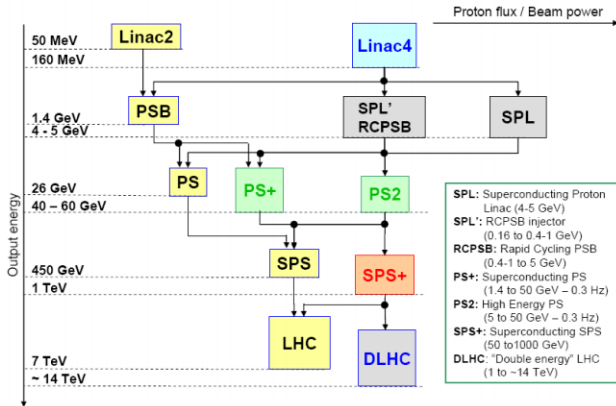 Proton flux / Beam power
Output energy
50 MeV
160 MeV
1.4 GeV
4 - 5 GeV
26 GeV
40 – 60 GeV
450 GeV
1 TeV
7 TeV
~ 14 TeV
Linac2
Linac4
PSB
SPL'
RCPSB
SPL
PS
PS+
PS2
SPS
SPS+
LHC
DLHC
SPL: Superconducting Proton
Linac (4-5 GeV)
SPL': RCPSB injector
(0.16 to 0.4-1 GeV)
RCPSB: Rapid Cycling PSB
(0.4-1 to 5 GeV)
PS+: Superconducting PS
(1.4 to 50 GeV – 0.3 Hz)
PS2: High Energy PS
(5 to 50 GeV – 0.3 Hz)
SPS+: Superconducting SPS
(50 to1000 GeV)
DLHC: "Double energy" LHC
(1 to ~14 TeV)